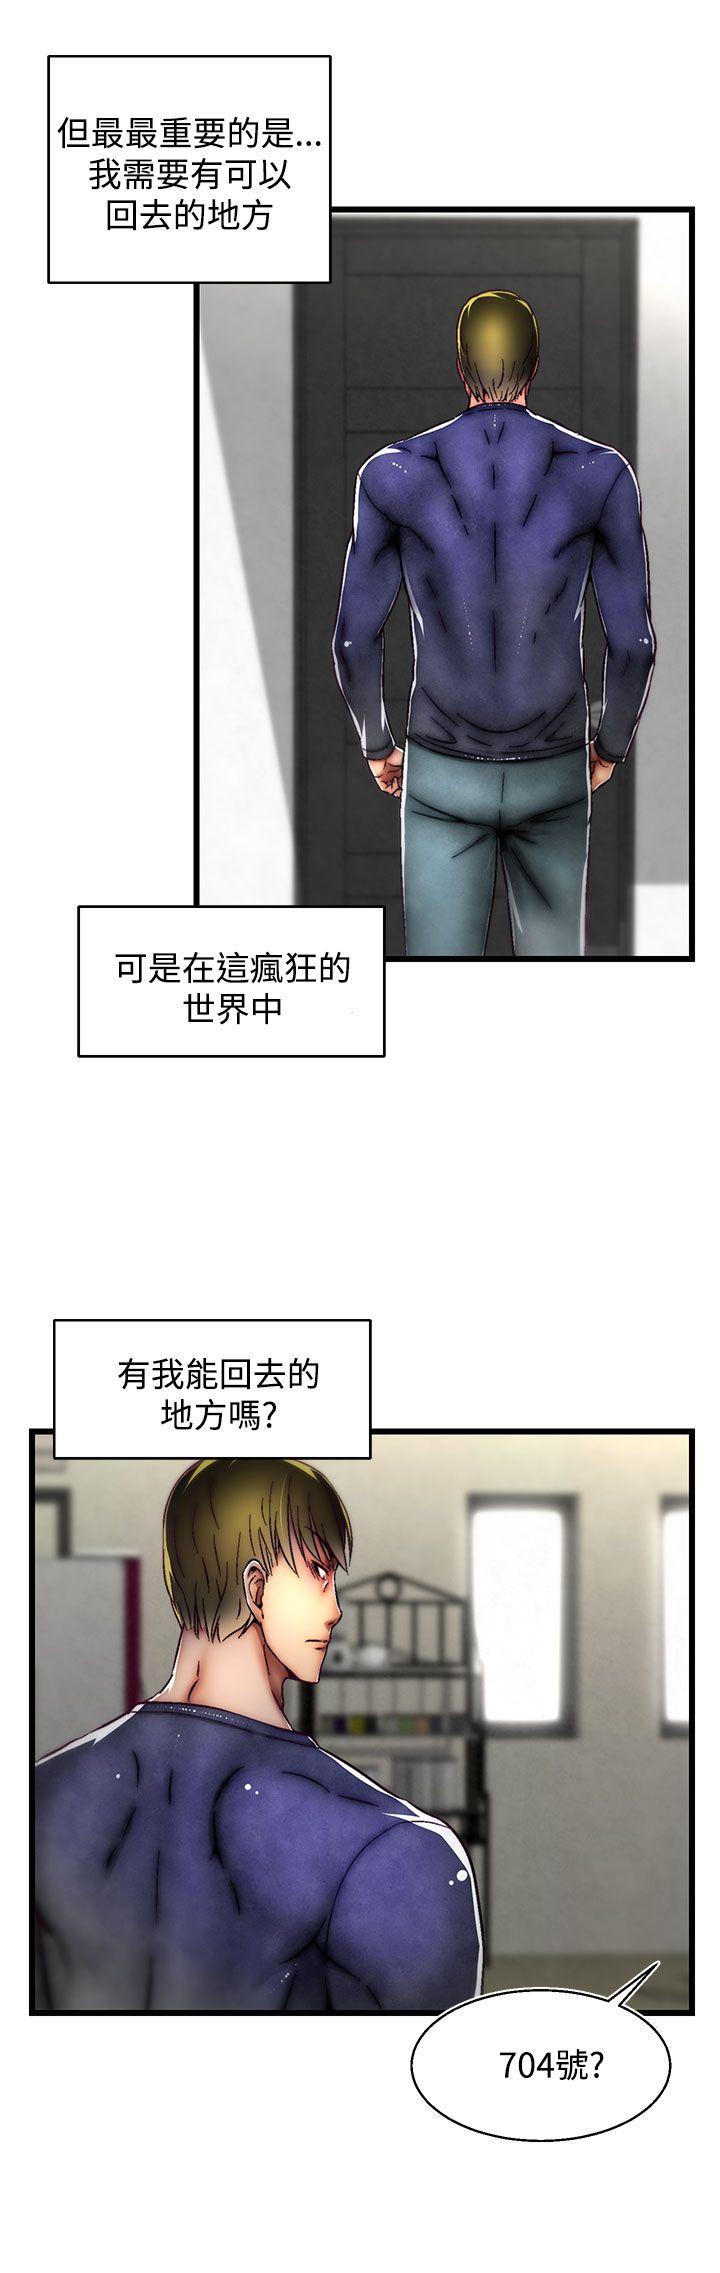 但最最重要的是...
我需要有可以
回去的地方
可是在這瘋狂的
世界中
有我能回去的
地方嗎?
704號?